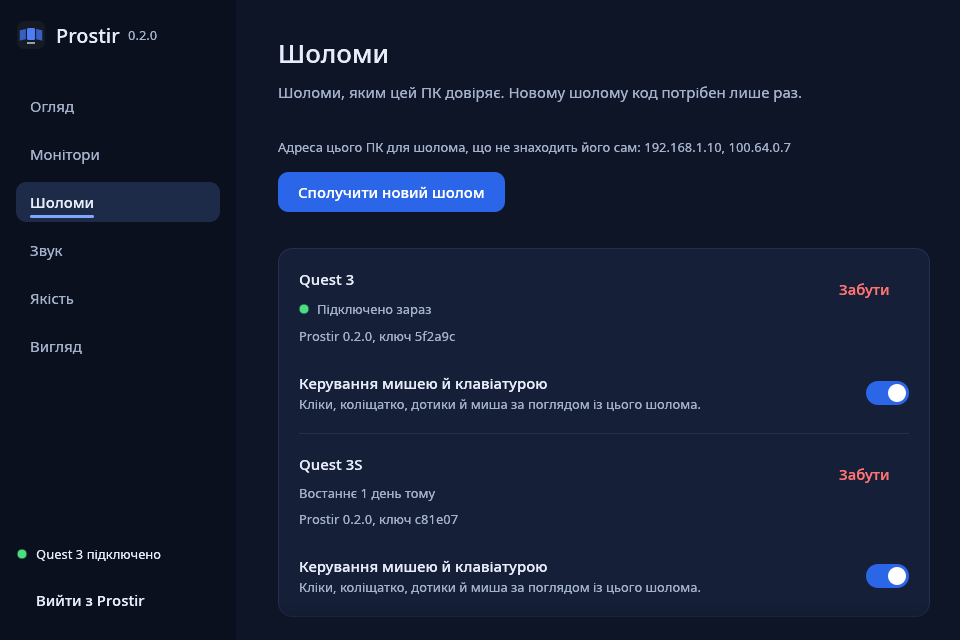 Prostir 0.2.0
Огляд
Монітори
Шоломи
Звук
Якість
Вигляд
Quest 3 підключено
Вийти з Prostir
Шоломи
Шоломи, яким цей ПК довіряє. Новому шолому код потрібен лише раз.
Адреса цього ПК для шолома, що не знаходить його сам: 192.168.1.10, 100.64.0.7
Сполучити новий шолом
Quest 3
Забути
Підключено зараз
Prostir 0.2.0, ключ 5f2a9c
Керування мишею й клавіатурою
Кліки, коліщатко, дотики й миша за поглядом із цього шолома.
Quest 3S
Забути
Востаннє 1 день тому
Prostir 0.2.0, ключ c81e07
Керування мишею й клавіатурою
Кліки, коліщатко, дотики й миша за поглядом із цього шолома.